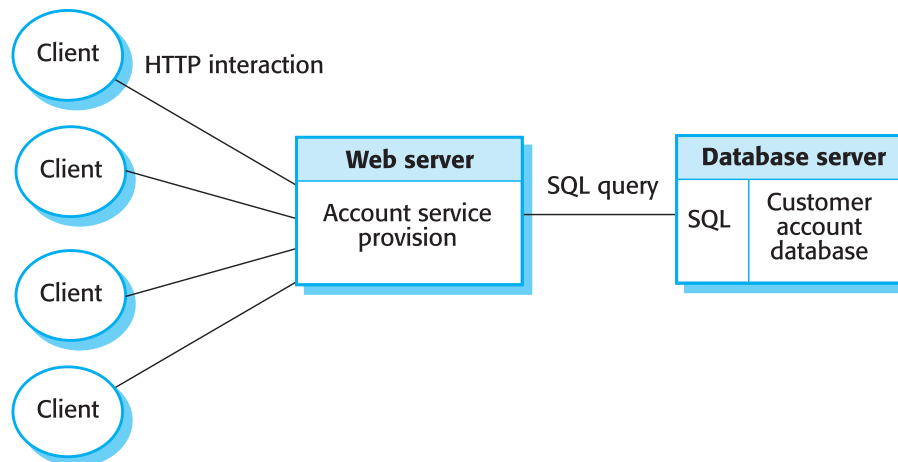 Client
HTTP interaction
Client
Client
Client
Web server
Account service
provision
SQL query
Database server
SQL
Customer
account
database